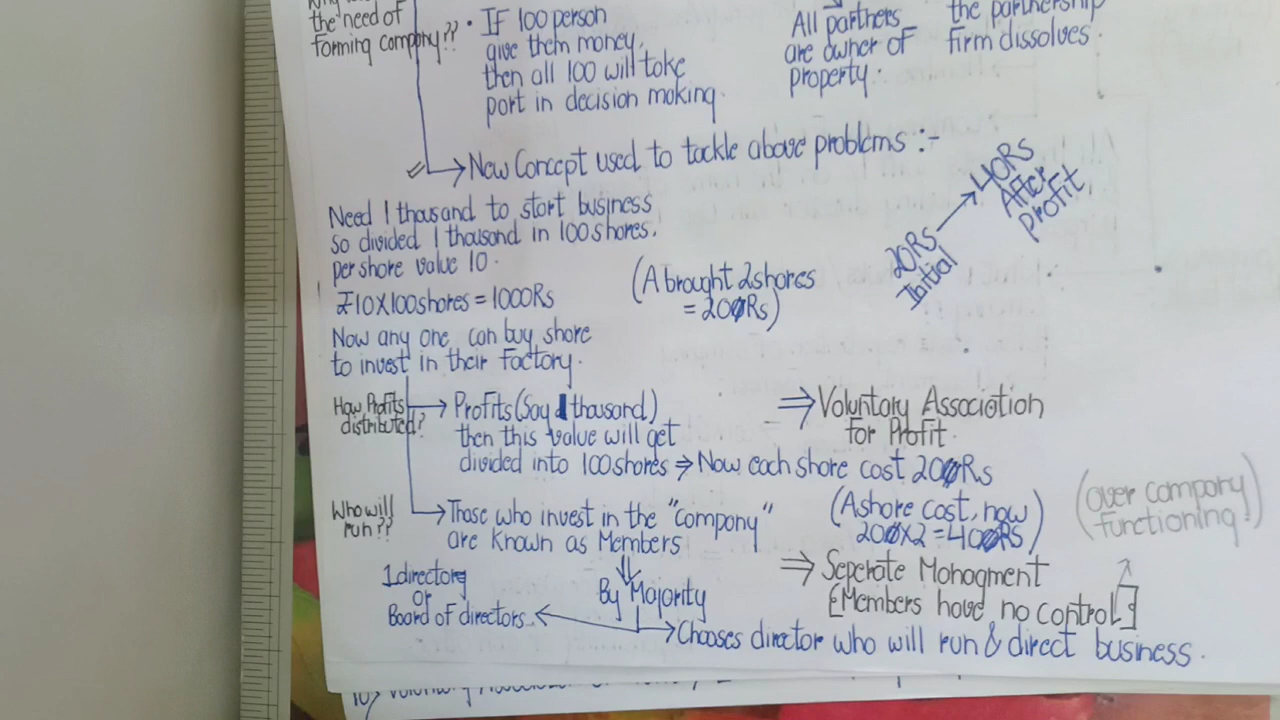 the need of
forming company??
• If 100 person
give them money,
then all 100 will take
part in decision making.
All partners
are owner of
property.
the partnership
firm dissolves.
New Concept used to tackle above problems :-
Need 1 thousand to start business
so divided 1 thousand in 100 shares.
per share value 10.
₹10X100 shares = 1000Rs
Now any one can buy share
to invest in their factory.
(A brought 2 shares
= 20Rs)
20Rs
Initial
40Rs
After
profit
How Profits
distributed?
Profits (Say 1 thousand)
then this value will get
divided into 100 shares ⇒ Now each share cost 20Rs
⇒ Voluntary Association
for Profit.
Who will
run??
Those who invest in the "company"
are known as Members
(A share cost, now
20X2 = 40Rs)
(over company
functioning)
⇒ Seperate Managment
[Members have no control]
1 director
or
Board of directors
By Majority
Chooses director who will run & direct business.